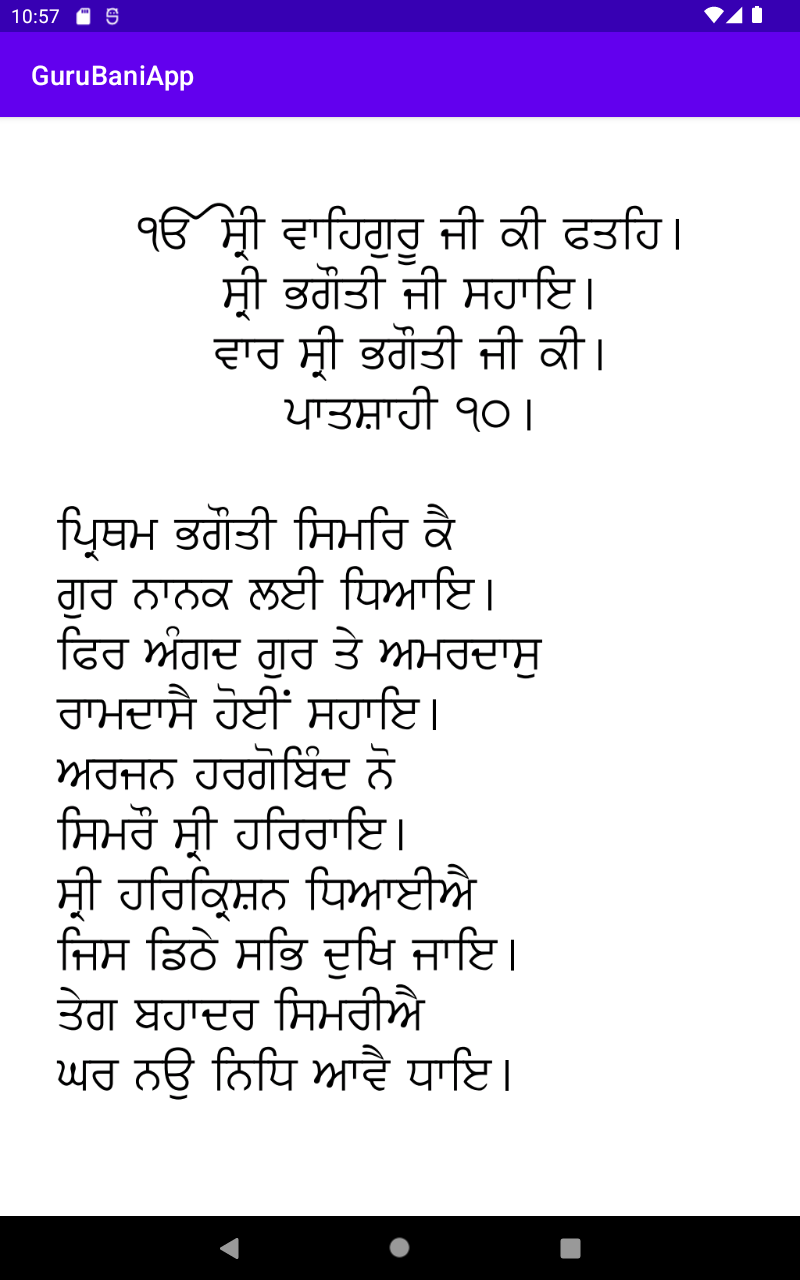 10:57
GuruBaniApp
ੴ ਸ੍ਰੀ ਵਾਹਿਗੁਰੂ ਜੀ ਕੀ ਫਤਹਿ।
ਸ੍ਰੀ ਭਗੌਤੀ ਜੀ ਸਹਾਇ।
ਵਾਰ ਸ੍ਰੀ ਭਗੌਤੀ ਜੀ ਕੀ।
ਪਾਤਸ਼ਾਹੀ ੧੦।
ਪ੍ਰਿਥਮ ਭਗੌਤੀ ਸਿਮਰਿ ਕੈ
ਗੁਰ ਨਾਨਕ ਲਈ ਧਿਆਇ।
ਫਿਰ ਅੰਗਦ ਗੁਰ ਤੇ ਅਮਰਦਾਸੁ
ਰਾਮਦਾਸੈ ਹੋਈਂ ਸਹਾਇ।
ਅਰਜਨ ਹਰਗੋਬਿੰਦ ਨੋ
ਸਿਮਰੌ ਸ੍ਰੀ ਹਰਿਰਾਇ।
ਸ੍ਰੀ ਹਰਿਕ੍ਰਿਸ਼ਨ ਧਿਆਈਐ
ਜਿਸ ਡਿਠੇ ਸਭਿ ਦੁਖਿ ਜਾਇ।
ਤੇਗ ਬਹਾਦਰ ਸਿਮਰੀਐ
ਘਰ ਨਉ ਨਿਧਿ ਆਵੈ ਧਾਇ।